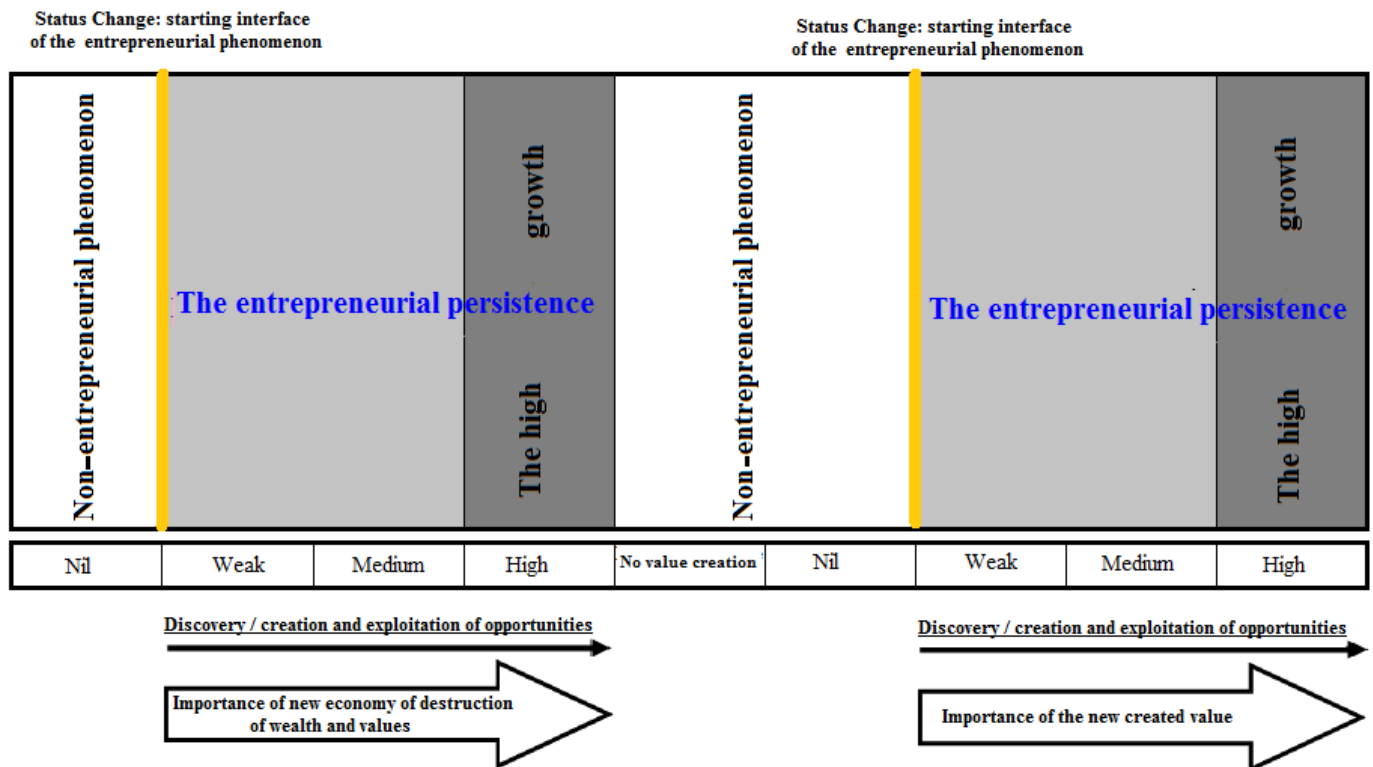 Status Change: starting interface
of the entrepreneurial phenomenon
Status Change: starting interface
of the entrepreneurial phenomenon
Non-entrepreneurial phenomenon
The entrepreneurial persistence
The high growth
Non-entrepreneurial phenomenon
The entrepreneurial persistence
The high growth
Nil
Weak
Medium
High
No value creation
Nil
Weak
Medium
High
Discovery / creation and exploitation of opportunities
Discovery / creation and exploitation of opportunities
Importance of new economy of destruction
of wealth and values
Importance of the new created value